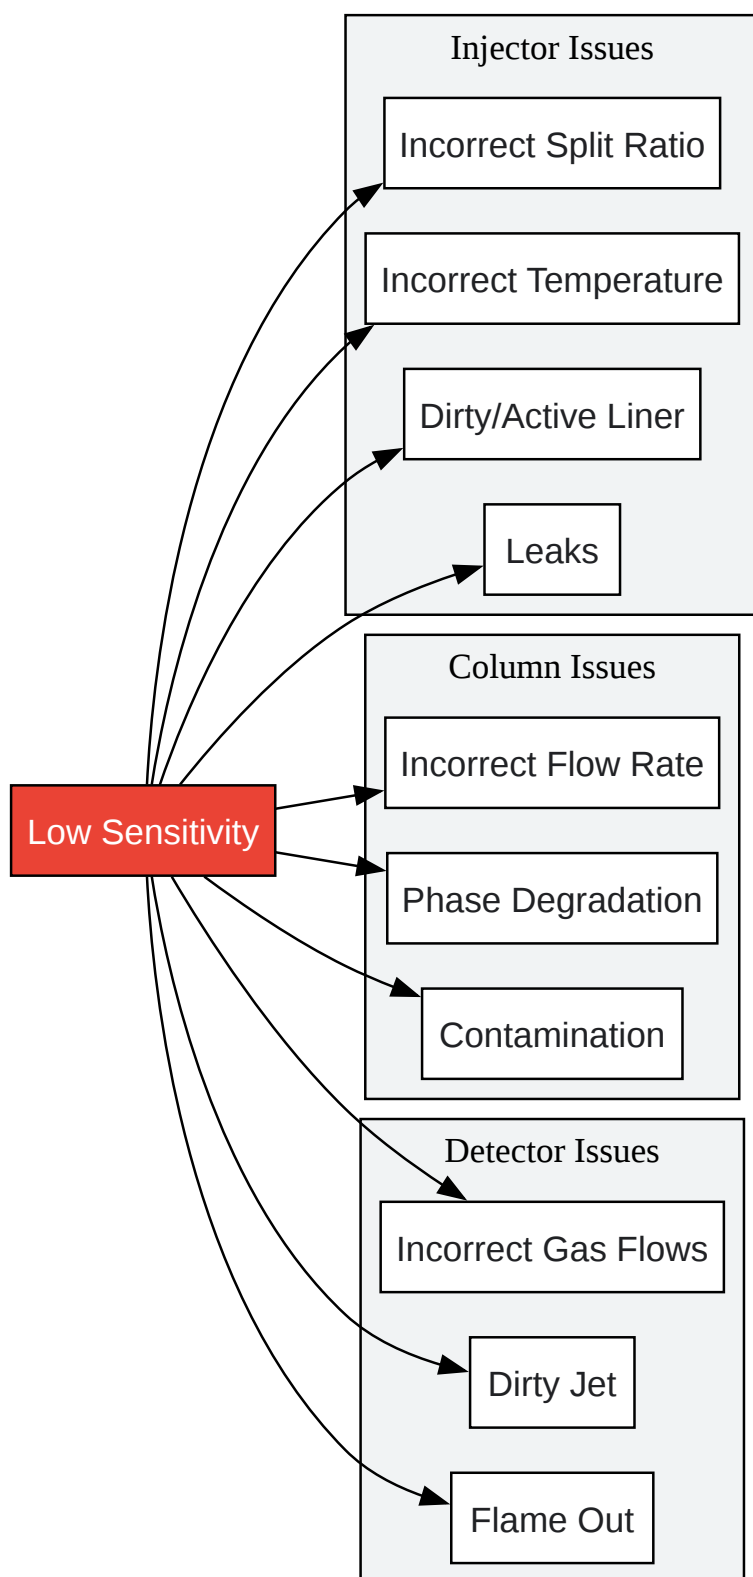 Injector Issues
Incorrect Split Ratio
Incorrect Temperature
Dirty/Active Liner
Leaks
Column Issues
Incorrect Flow Rate
Low Sensitivity
Phase Degradation
Contamination
Detector Issues
Incorrect Gas Flows
Dirty Jet
Flame Out